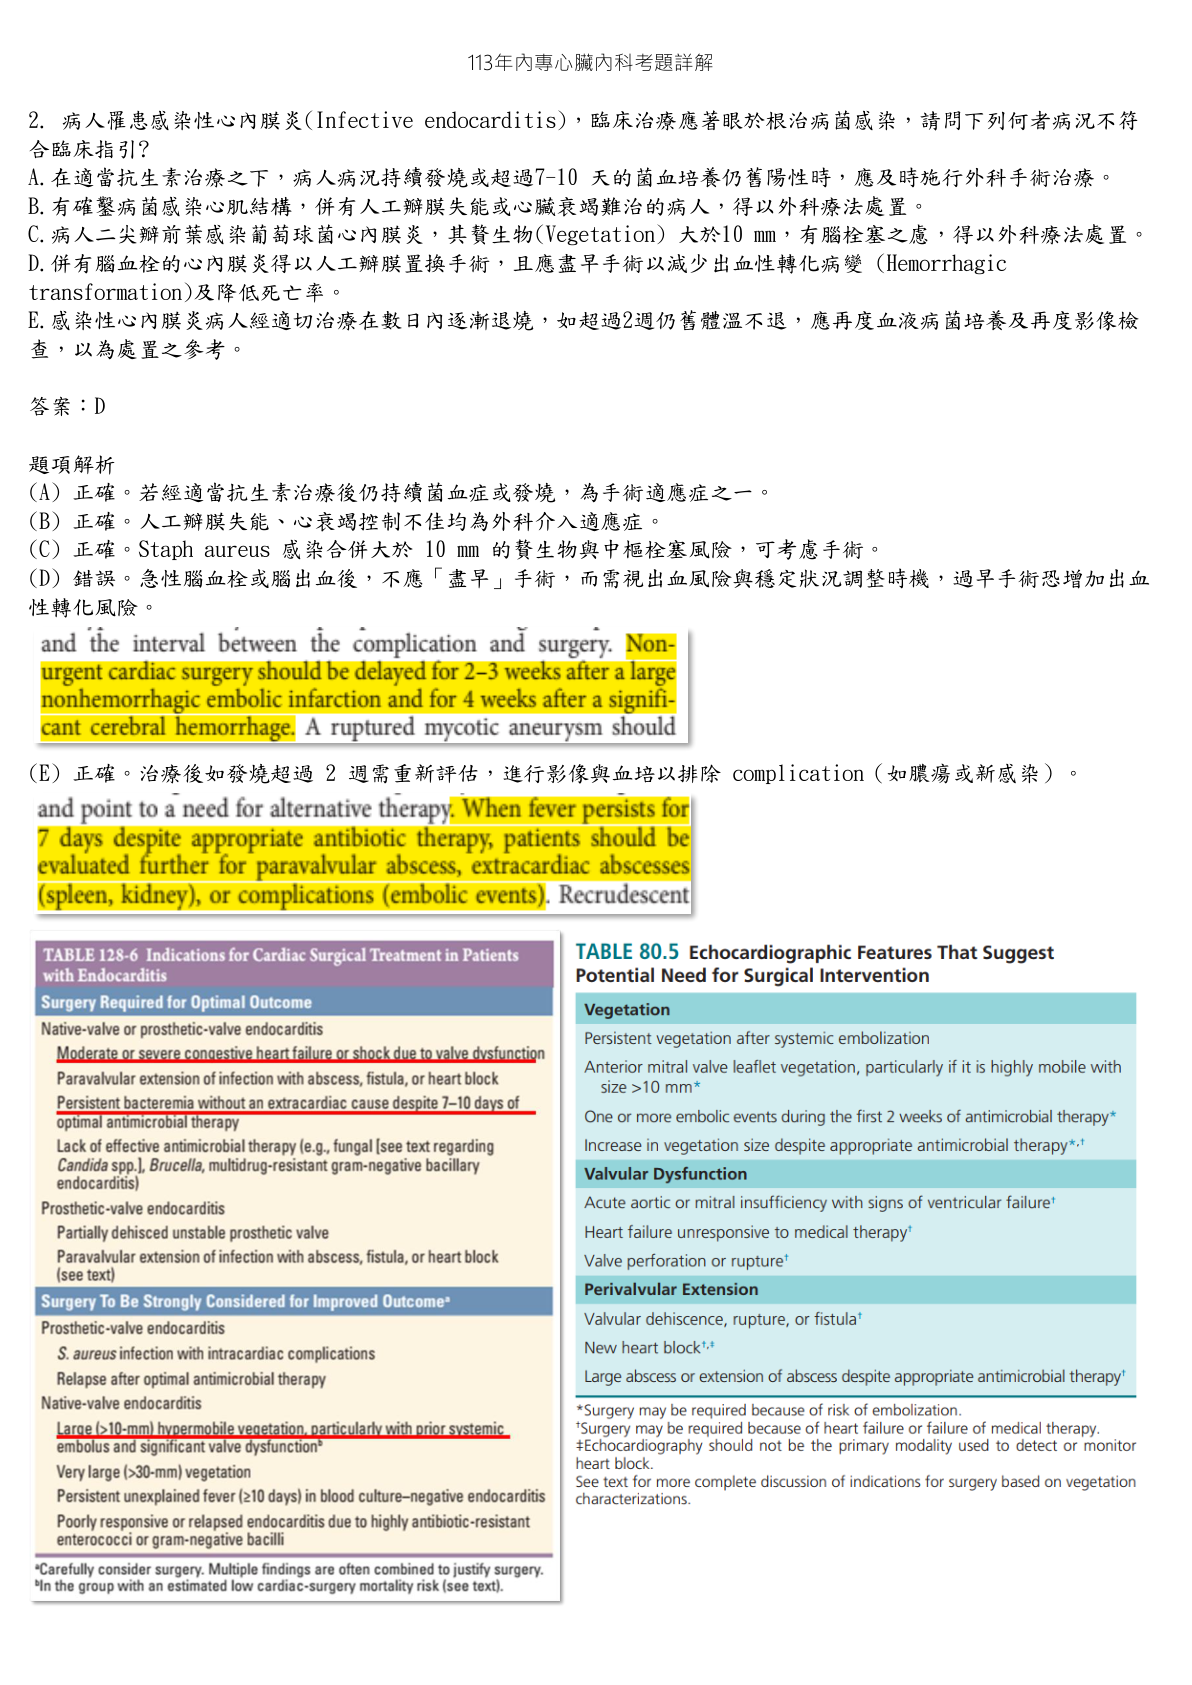 113年內專心臟內科考題詳解
2. 病人罹患感染性心內膜炎(Infective endocarditis)，臨床治療應著眼於根治病菌感染，請問下列何者病況不符
合臨床指引?
A.在適當抗生素治療之下，病人病況持續發燒或超過7-10 天的菌血培養仍舊陽性時，應及時施行外科手術治療。
B.有確鑿病菌感染心肌結構，併有人工瓣膜失能或心臟衰竭難治的病人，得以外科療法處置。
C.病人二尖瓣前葉感染葡萄球菌心內膜炎，其贅生物(Vegetation) 大於10 mm，有腦栓塞之慮，得以外科療法處置。
D.併有腦血栓的心內膜炎得以人工瓣膜置換手術，且應盡早手術以減少出血性轉化病變 (Hemorrhagic
transformation)及降低死亡率。
E.感染性心內膜炎病人經適切治療在數日內逐漸退燒，如超過2週仍舊體溫不退，應再度血液病菌培養及再度影像檢
查，以為處置之參考。
答案：D
題項解析
(A) 正確。若經適當抗生素治療後仍持續菌血症或發燒，為手術適應症之一。
(B) 正確。人工瓣膜失能、心衰竭控制不佳均為外科介入適應症。
(C) 正確。Staph aureus 感染合併大於 10 mm 的贅生物與中樞栓塞風險，可考慮手術。
(D) 錯誤。急性腦血栓或腦出血後，不應「盡早」手術，而需視出血風險與穩定狀況調整時機，過早手術恐增加出血
性轉化風險。
and the interval between the complication and surgery. Non-
urgent cardiac surgery should be delayed for 2–3 weeks after a large
nonhemorrhagic embolic infarction and for 4 weeks after a signifi-
cant cerebral hemorrhage. A ruptured mycotic aneurysm should
(E) 正確。治療後如發燒超過 2 週需重新評估，進行影像與血培以排除 complication（如膿瘍或新感染）。
and point to a need for alternative therapy. When fever persists for
7 days despite appropriate antibiotic therapy, patients should be
evaluated further for paravalvular abscess, extracardiac abscesses
(spleen, kidney), or complications (embolic events). Recrudescent
TABLE 128-6 Indications for Cardiac Surgical Treatment in Patients
with Endocarditis
Surgery Required for Optimal Outcome
Native-valve or prosthetic-valve endocarditis
Moderate or severe congestive heart failure or shock due to valve dysfunction
Paravalvular extension of infection with abscess, fistula, or heart block
Persistent bacteremia without an extracardiac cause despite 7–10 days of
optimal antimicrobial therapy
Lack of effective antimicrobial therapy (e.g., fungal [see text regarding
Candida spp.], Brucella, multidrug-resistant gram-negative bacillary
endocarditis)
Prosthetic-valve endocarditis
Partially dehisced unstable prosthetic valve
Paravalvular extension of infection with abscess, fistula, or heart block
(see text)
Surgery To Be Strongly Considered for Improved Outcomeᵃ
Prosthetic-valve endocarditis
S. aureus infection with intracardiac complications
Relapse after optimal antimicrobial therapy
Native-valve endocarditis
Large (>10-mm) hypermobile vegetation, particularly with prior systemic
embolus and significant valve dysfunctionᵇ
Very large (>30-mm) vegetation
Persistent unexplained fever (≥10 days) in blood culture–negative endocarditis
Poorly responsive or relapsed endocarditis due to highly antibiotic-resistant
enterococci or gram-negative bacilli
ᵃCarefully consider surgery. Multiple findings are often combined to justify surgery.
ᵇIn the group with an estimated low cardiac-surgery mortality risk (see text).
TABLE 80.5 Echocardiographic Features That Suggest
Potential Need for Surgical Intervention
Vegetation
Persistent vegetation after systemic embolization
Anterior mitral valve leaflet vegetation, particularly if it is highly mobile with
size >10 mm*
One or more embolic events during the first 2 weeks of antimicrobial therapy*
Increase in vegetation size despite appropriate antimicrobial therapy*,†
Valvular Dysfunction
Acute aortic or mitral insufficiency with signs of ventricular failure†
Heart failure unresponsive to medical therapy†
Valve perforation or rupture†
Perivalvular Extension
Valvular dehiscence, rupture, or fistula†
New heart block†,‡
Large abscess or extension of abscess despite appropriate antimicrobial therapy†
*Surgery may be required because of risk of embolization.
†Surgery may be required because of heart failure or failure of medical therapy.
‡Echocardiography should not be the primary modality used to detect or monitor
heart block.
See text for more complete discussion of indications for surgery based on vegetation
characterizations.